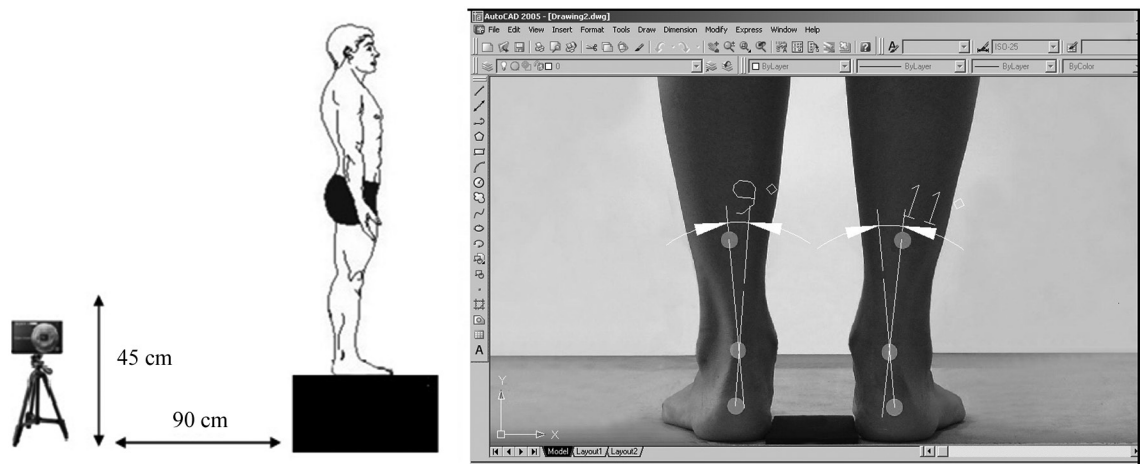 45 cm
90 cm
AutoCAD 2005 - [Drawing2.dwg]
File Edit View Insert Format Tools Draw Dimension Modify Express Window Help
ISO-25
0 ByLayer ByLayer ByLayer ByColor
9°
11°
Y
X
Model Layout1 Layout2